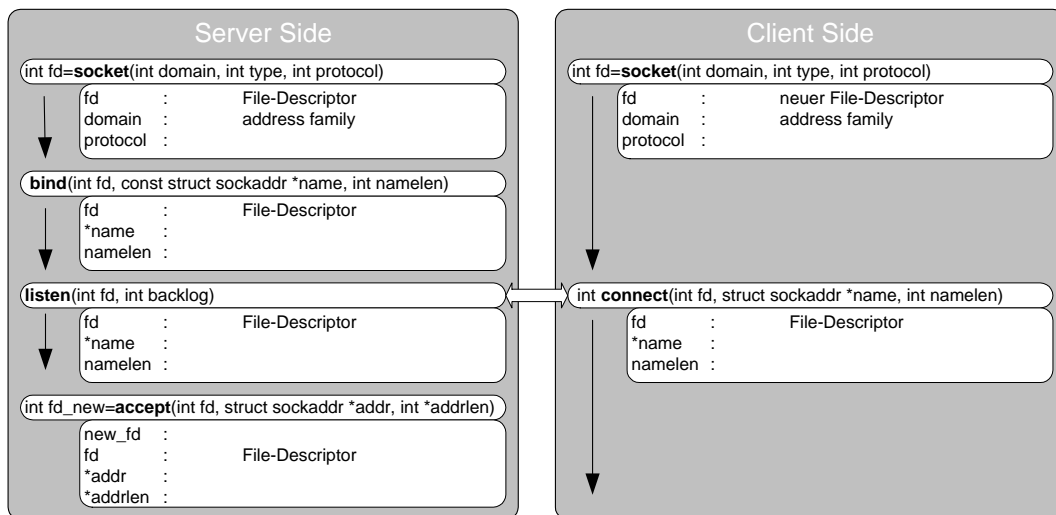 Server Side
int fd=socket(int domain, int type, int protocol)
fd : File-Descriptor
domain : address family
protocol :
bind(int fd, const struct sockaddr *name, int namelen)
fd : File-Descriptor
*name :
namelen :
listen(int fd, int backlog)
fd : File-Descriptor
*name :
namelen :
int fd_new=accept(int fd, struct sockaddr *addr, int *addrlen)
new_fd :
fd : File-Descriptor
*addr :
*addrlen :
Client Side
int fd=socket(int domain, int type, int protocol)
fd : neuer File-Descriptor
domain : address family
protocol :
int connect(int fd, struct sockaddr *name, int namelen)
fd : File-Descriptor
*name :
namelen :